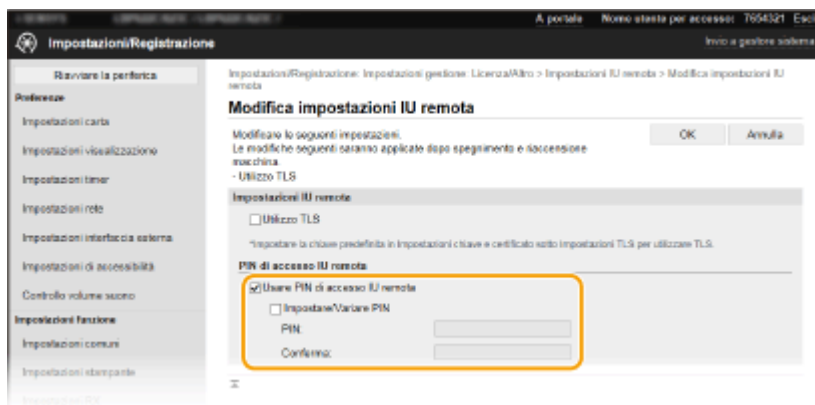 A portale Nome utente per accesso: 7654321 Esci
Impostazioni/Registrazione
Invio a gestore sistema
Riavviare la periferica
Preferenze
Impostazioni carta
Impostazioni visualizzazione
Impostazioni timer
Impostazioni rete
Impostazioni interfaccia esterna
Impostazioni di accessibilità
Controllo volume suono
Impostazioni funzione
Impostazioni comuni
Impostazioni stampante
Impostazioni/Registrazione: Impostazioni gestione: Licenza/Altro > Impostazioni IU remota > Modifica impostazioni IU
remota
Modifica impostazioni IU remota
Modificare le seguenti impostazioni.
Le modifiche seguenti saranno applicate dopo spegnimento e riaccensione
macchina.
- Utilizzo TLS
OK Annulla
Impostazioni IU remota
Utilizzo TLS
*Impostare la chiave predefinita in Impostazioni chiave e certificato sotto Impostazioni TLS per utilizzare TLS.
PIN di accesso IU remota
Usare PIN di accesso IU remota
Impostare/Variare PIN
PIN:
Conferma: